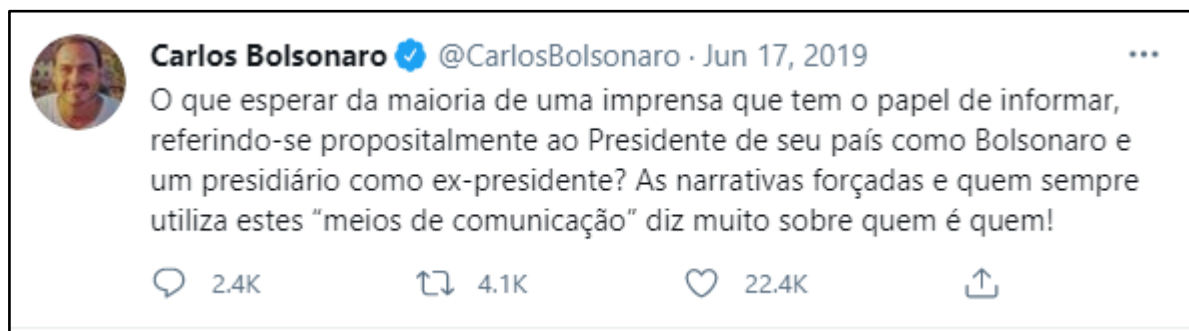 Carlos Bolsonaro @CarlosBolsonaro · Jun 17, 2019
O que esperar da maioria de uma imprensa que tem o papel de informar,
referindo-se propositalmente ao Presidente de seu país como Bolsonaro e
um presidiário como ex-presidente? As narrativas forçadas e quem sempre
utiliza estes “meios de comunicação” diz muito sobre quem é quem!
2.4K 4.1K 22.4K